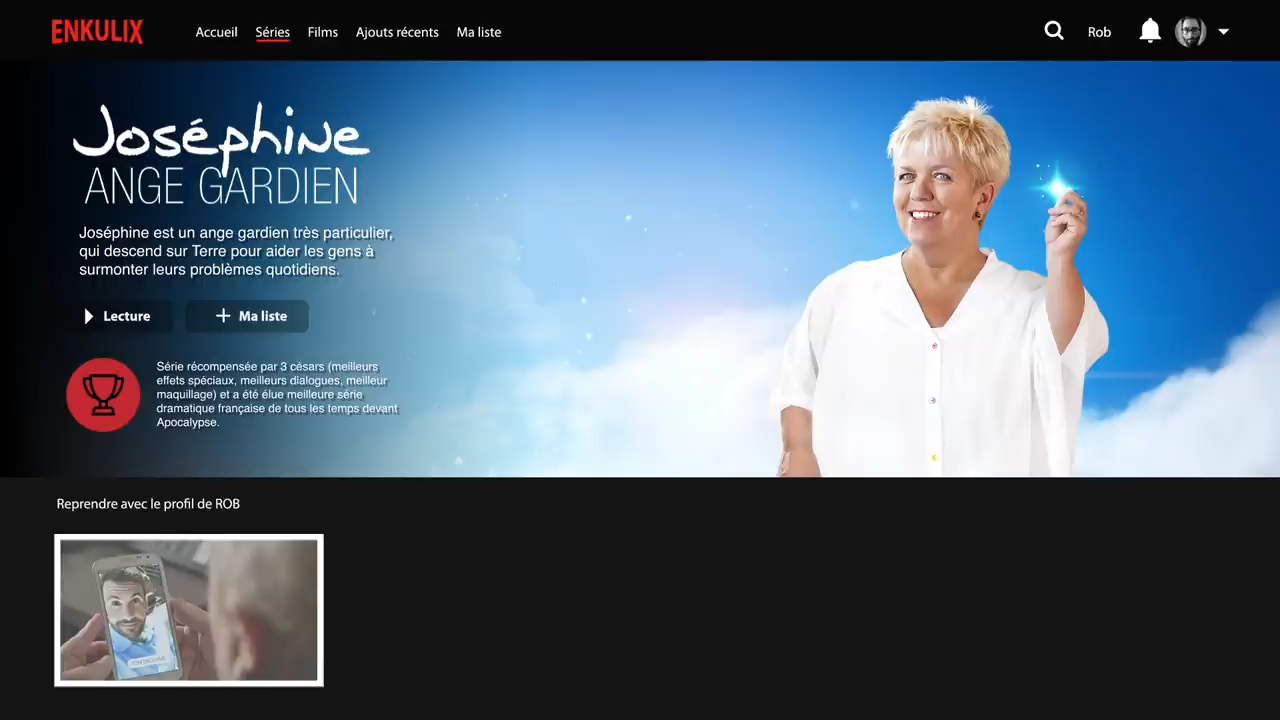 ENKULIX
Accueil Séries Films Ajouts récents Ma liste
Rob
Joséphine
ANGE GARDIEN
Joséphine est un ange gardien très particulier,
qui descend sur Terre pour aider les gens à
surmonter leurs problèmes quotidiens.
Lecture
Ma liste
Série récompensée par 3 césars (meilleurs
effets spéciaux, meilleurs dialogues, meilleur
maquillage) et a été élue meilleure série
dramatique française de tous les temps devant
Apocalypse.
Reprendre avec le profil de ROB